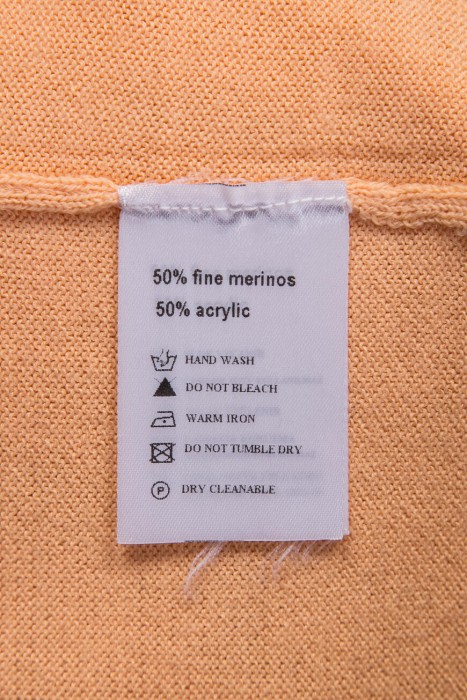 50% fine merinos
50% acrylic
HAND WASH
DO NOT BLEACH
WARM IRON
DO NOT TUMBLE DRY
P DRY CLEANABLE